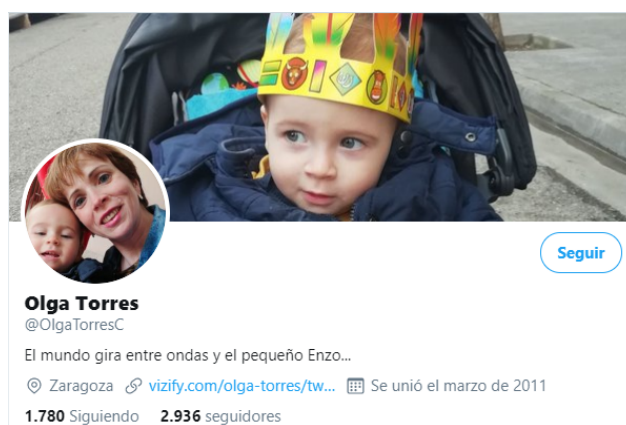 Seguir
Olga Torres
@OlgaTorresC
El mundo gira entre ondas y el pequeño Enzo...
Zaragoza vizify.com/olga-torres/tw... Se unió el marzo de 2011
1.780 Siguiendo 2.936 seguidores